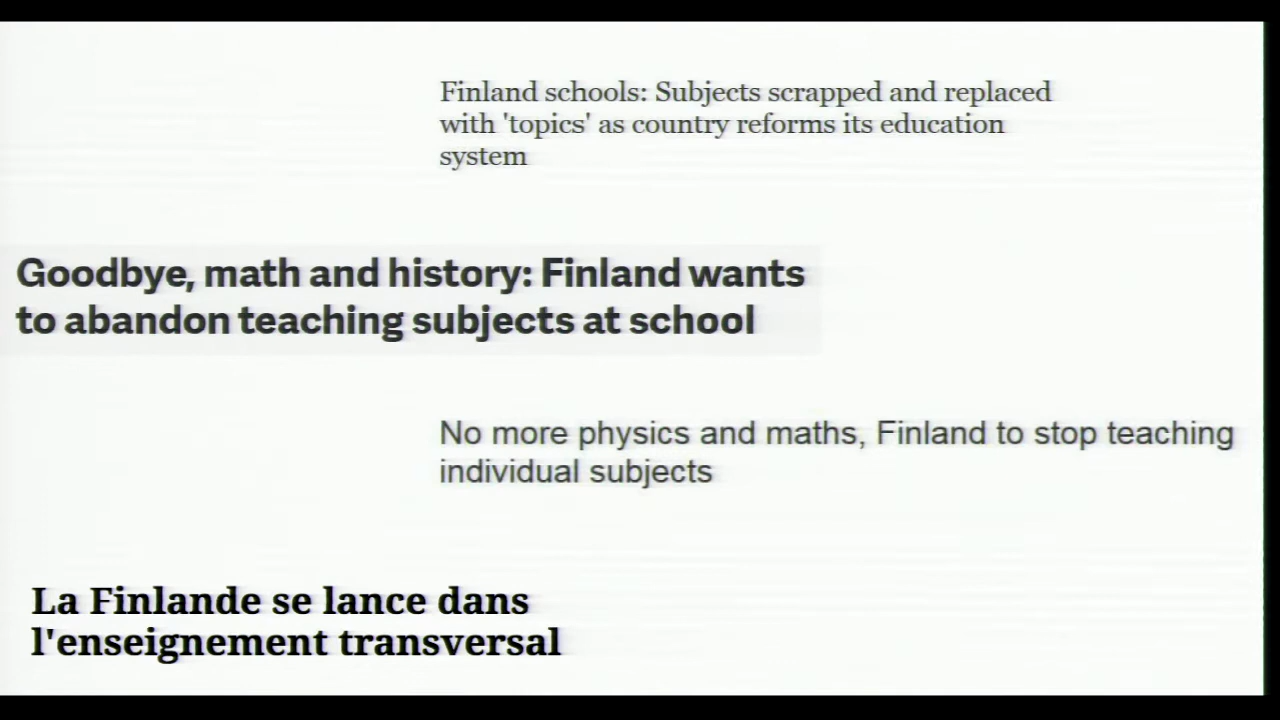 Finland schools: Subjects scrapped and replaced
with 'topics' as country reforms its education
system
Goodbye, math and history: Finland wants
to abandon teaching subjects at school
No more physics and maths, Finland to stop teaching
individual subjects
La Finlande se lance dans
l'enseignement transversal